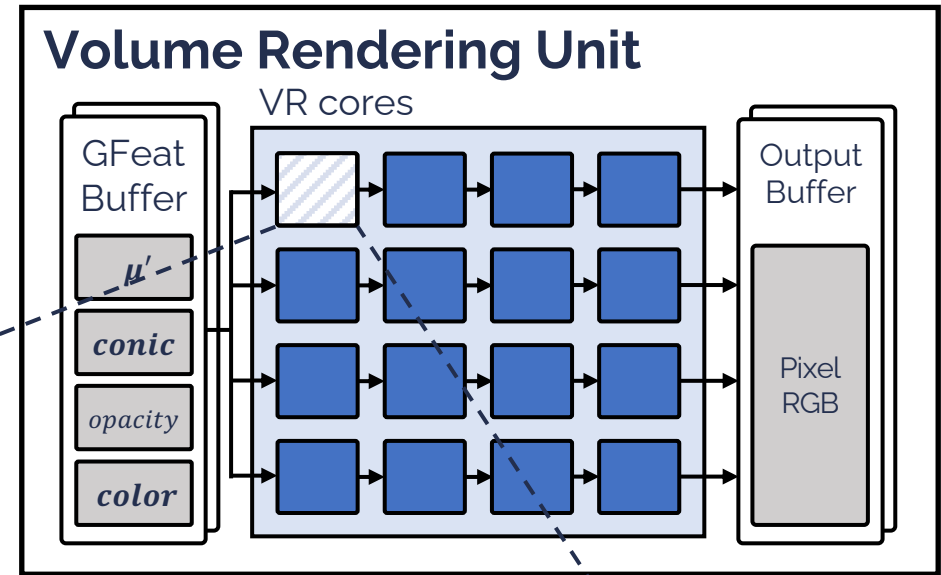 Volume Rendering Unit
VR cores
GFeat
Buffer
μ′
conic
opacity
color
Output
Buffer
Pixel
RGB